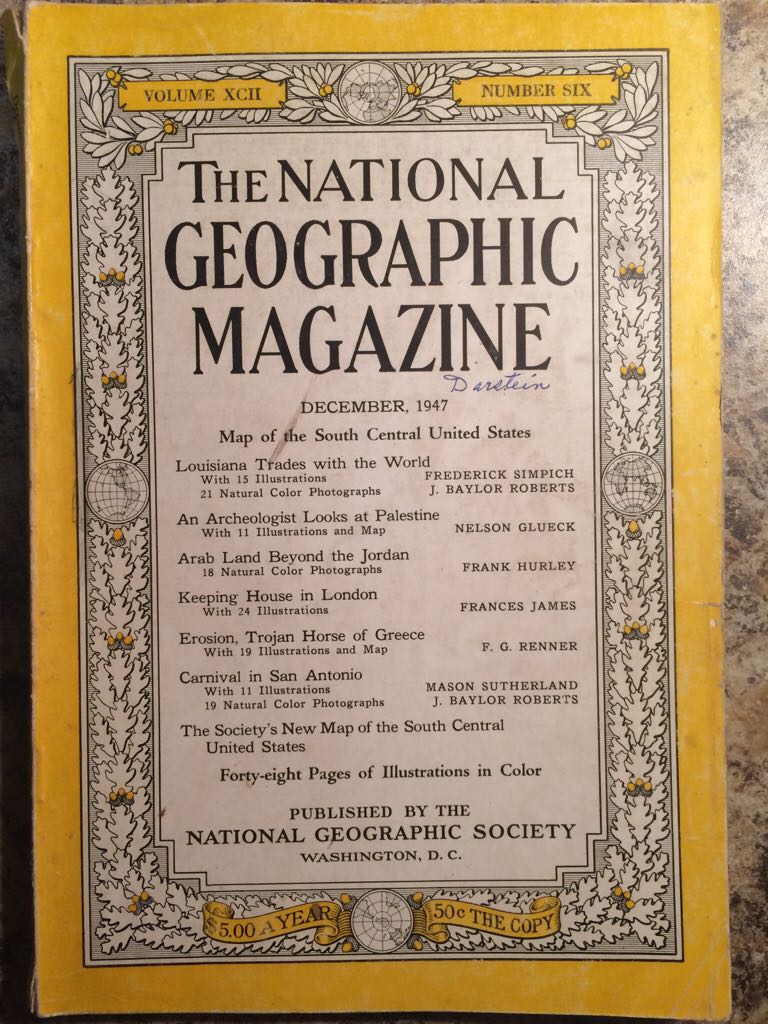 VOLUME XCII
NUMBER SIX
THE NATIONAL
GEOGRAPHIC
MAGAZINE
Darstein
DECEMBER, 1947
Map of the South Central United States
Louisiana Trades with the World
With 15 Illustrations FREDERICK SIMPICH
21 Natural Color Photographs J. BAYLOR ROBERTS
An Archeologist Looks at Palestine
With 11 Illustrations and Map NELSON GLUECK
Arab Land Beyond the Jordan
18 Natural Color Photographs FRANK HURLEY
Keeping House in London
With 24 Illustrations FRANCES JAMES
Erosion, Trojan Horse of Greece
With 19 Illustrations and Map F. G. RENNER
Carnival in San Antonio
With 11 Illustrations MASON SUTHERLAND
19 Natural Color Photographs J. BAYLOR ROBERTS
The Society's New Map of the South Central
United States
Forty-eight Pages of Illustrations in Color
PUBLISHED BY THE
NATIONAL GEOGRAPHIC SOCIETY
WASHINGTON, D. C.
$5.00 A YEAR
50c THE COPY